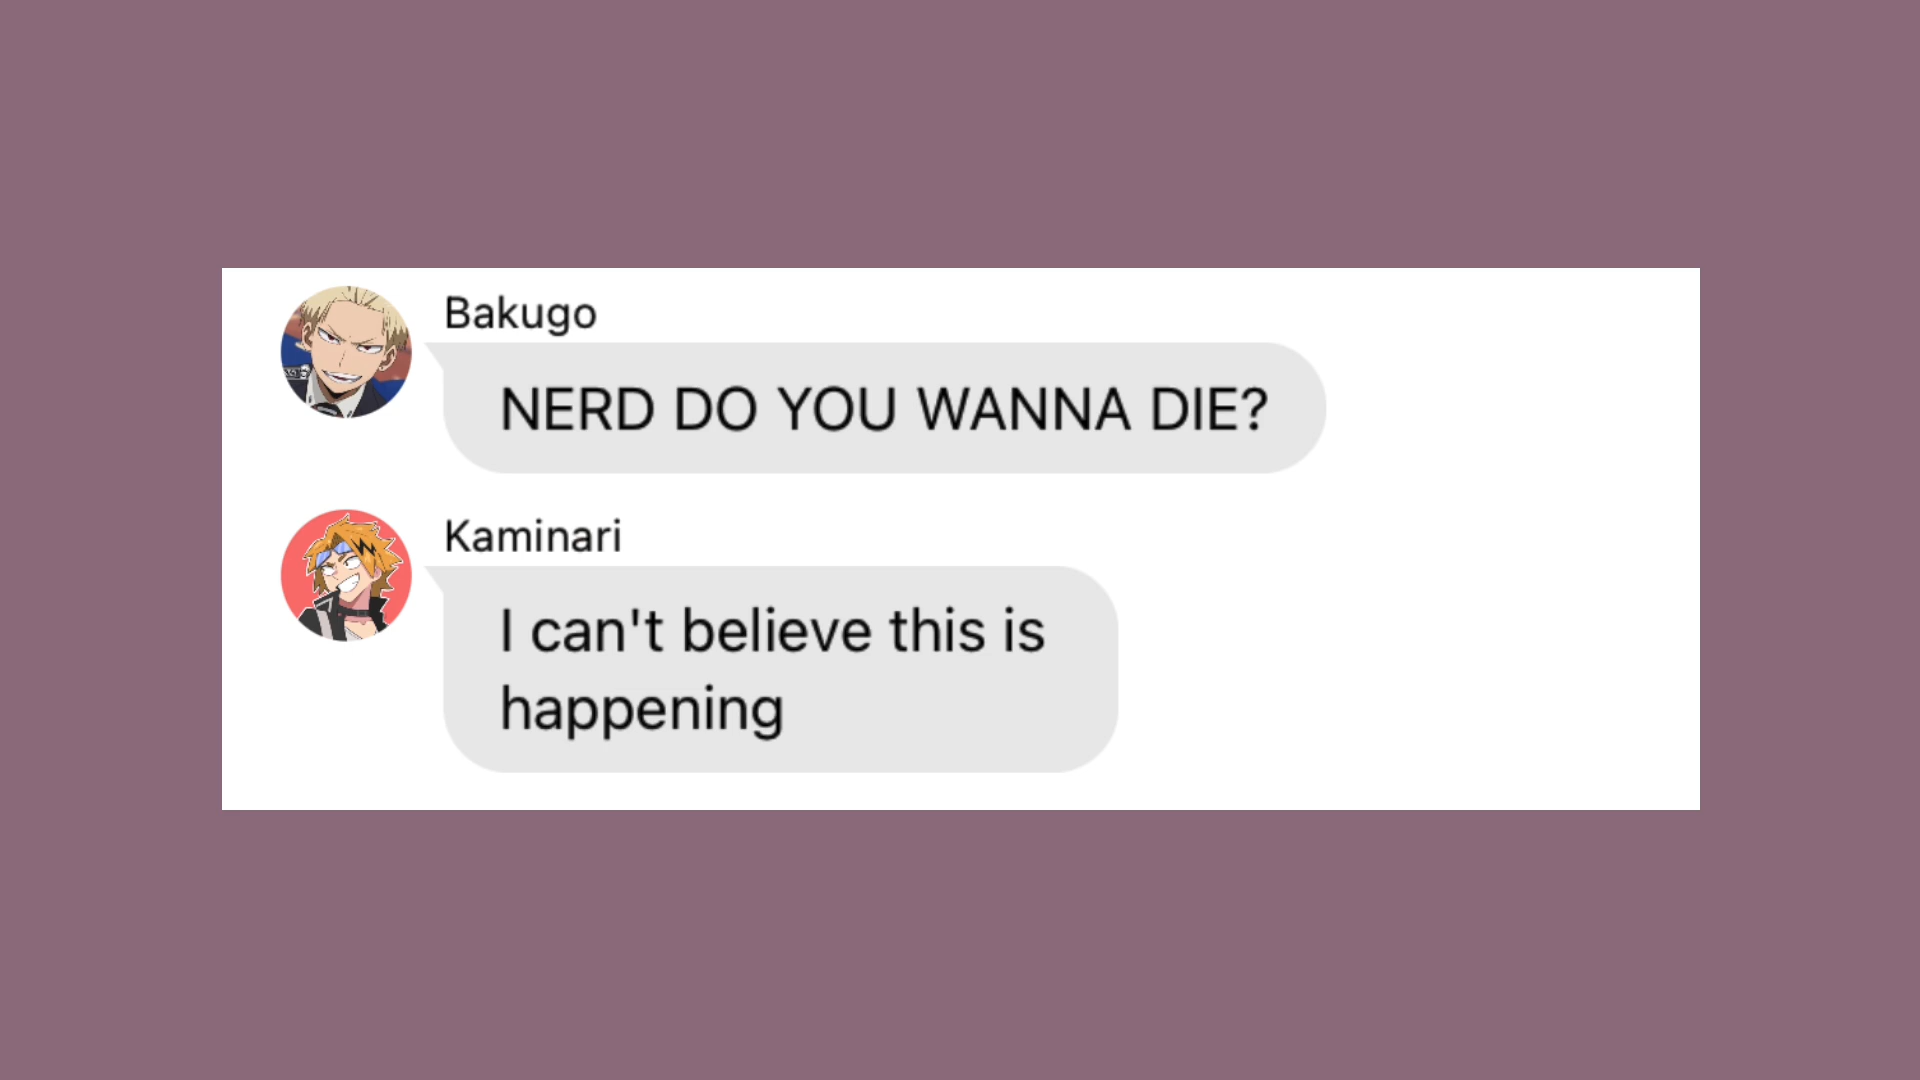 Bakugo
NERD DO YOU WANNA DIE?
Kaminari
I can't believe this is
happening